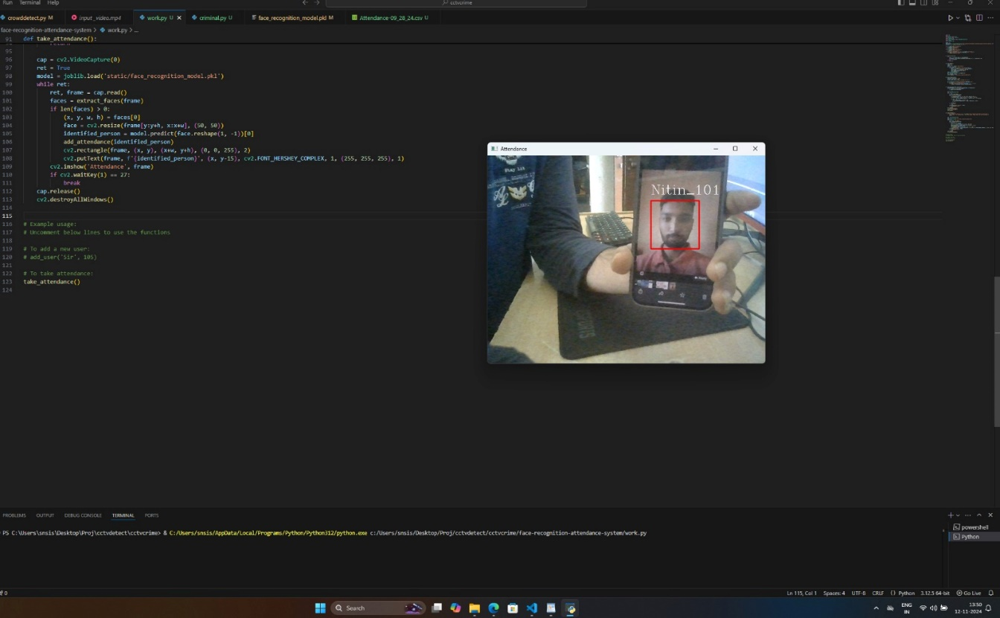 Run Terminal Help
cctvcrime
crowddetect.py M
input_video.mp4
work.py U
criminal.py U
face_recognition_model.pkl M
Attendance-09_28_24.csv U
face-recognition-attendance-system > work.py > ...
91 def take_attendance():
95
96 cap = cv2.VideoCapture(0)
97 ret = True
98 model = joblib.load('static/face_recognition_model.pkl')
99 while ret:
100 ret, frame = cap.read()
101 faces = extract_faces(frame)
102 if len(faces) > 0:
103 (x, y, w, h) = faces[0]
104 face = cv2.resize(frame[y:y+h, x:x+w], (50, 50))
105 identified_person = model.predict(face.reshape(1, -1))[0]
106 add_attendance(identified_person)
107 cv2.rectangle(frame, (x, y), (x+w, y+h), (0, 0, 255), 2)
108 cv2.putText(frame, f'{identified_person}', (x, y-15), cv2.FONT_HERSHEY_COMPLEX, 1, (255, 255, 255), 1)
109 cv2.imshow('Attendance', frame)
110 if cv2.waitKey(1) == 27:
111 break
112 cap.release()
113 cv2.destroyAllWindows()
114
115
116 # Example usage:
117 # Uncomment below lines to use the functions
118
119 # To add a new user:
120 # add_user('Sir', 105)
121
122 # To take attendance:
123 take_attendance()
124
Attendance
Stay lit
Nitin_101
PROBLEMS OUTPUT DEBUG CONSOLE TERMINAL PORTS
PS C:\Users\snsis\Desktop\Proj\cctvdetect\cctvcrime> & C:/Users/snsis/AppData/Local/Programs/Python/Python312/python.exe c:/Users/snsis/Desktop/Proj/cctvdetect/cctvcrime/face-recognition-attendance-system/work.py
powershell
Python
0
Ln 115, Col 1 Spaces: 4 UTF-8 CRLF Python 3.12.5 64-bit Go Live
Search
ENG
IN
13:50
12-11-2024